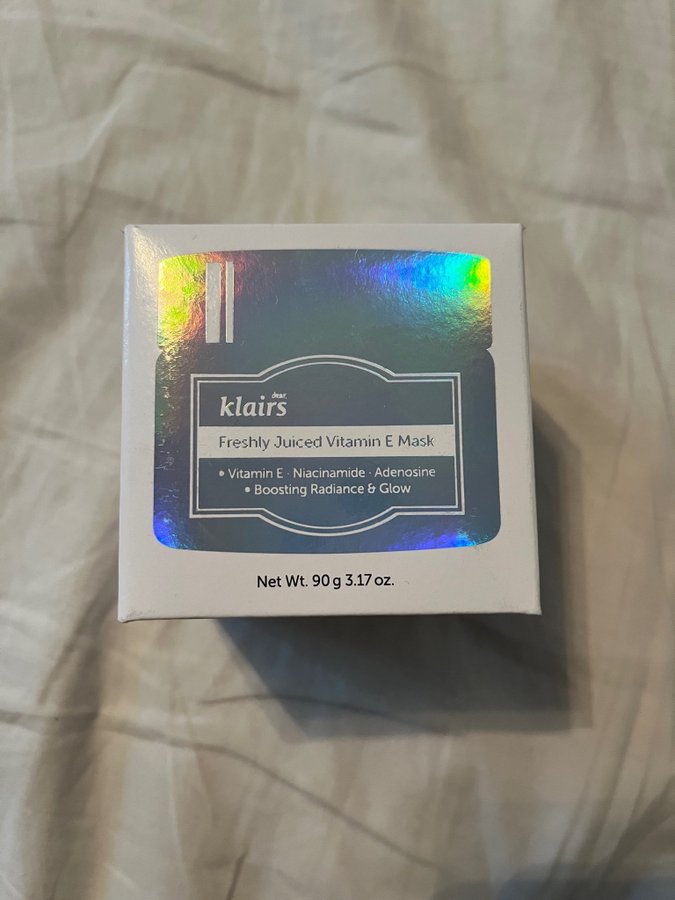 dear,
klairs
Freshly Juiced Vitamin E Mask
• Vitamin E · Niacinamide · Adenosine
• Boosting Radiance & Glow
Net Wt. 90 g 3.17 oz.